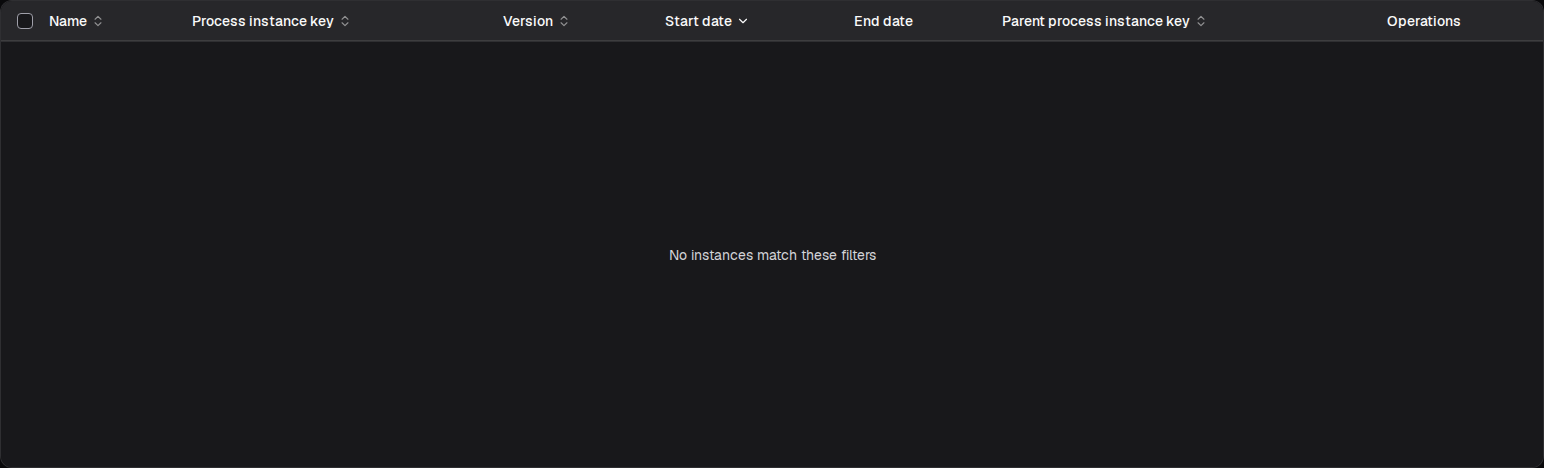 Name Process instance key Version Start date End date Parent process instance key Operations
No instances match these filters